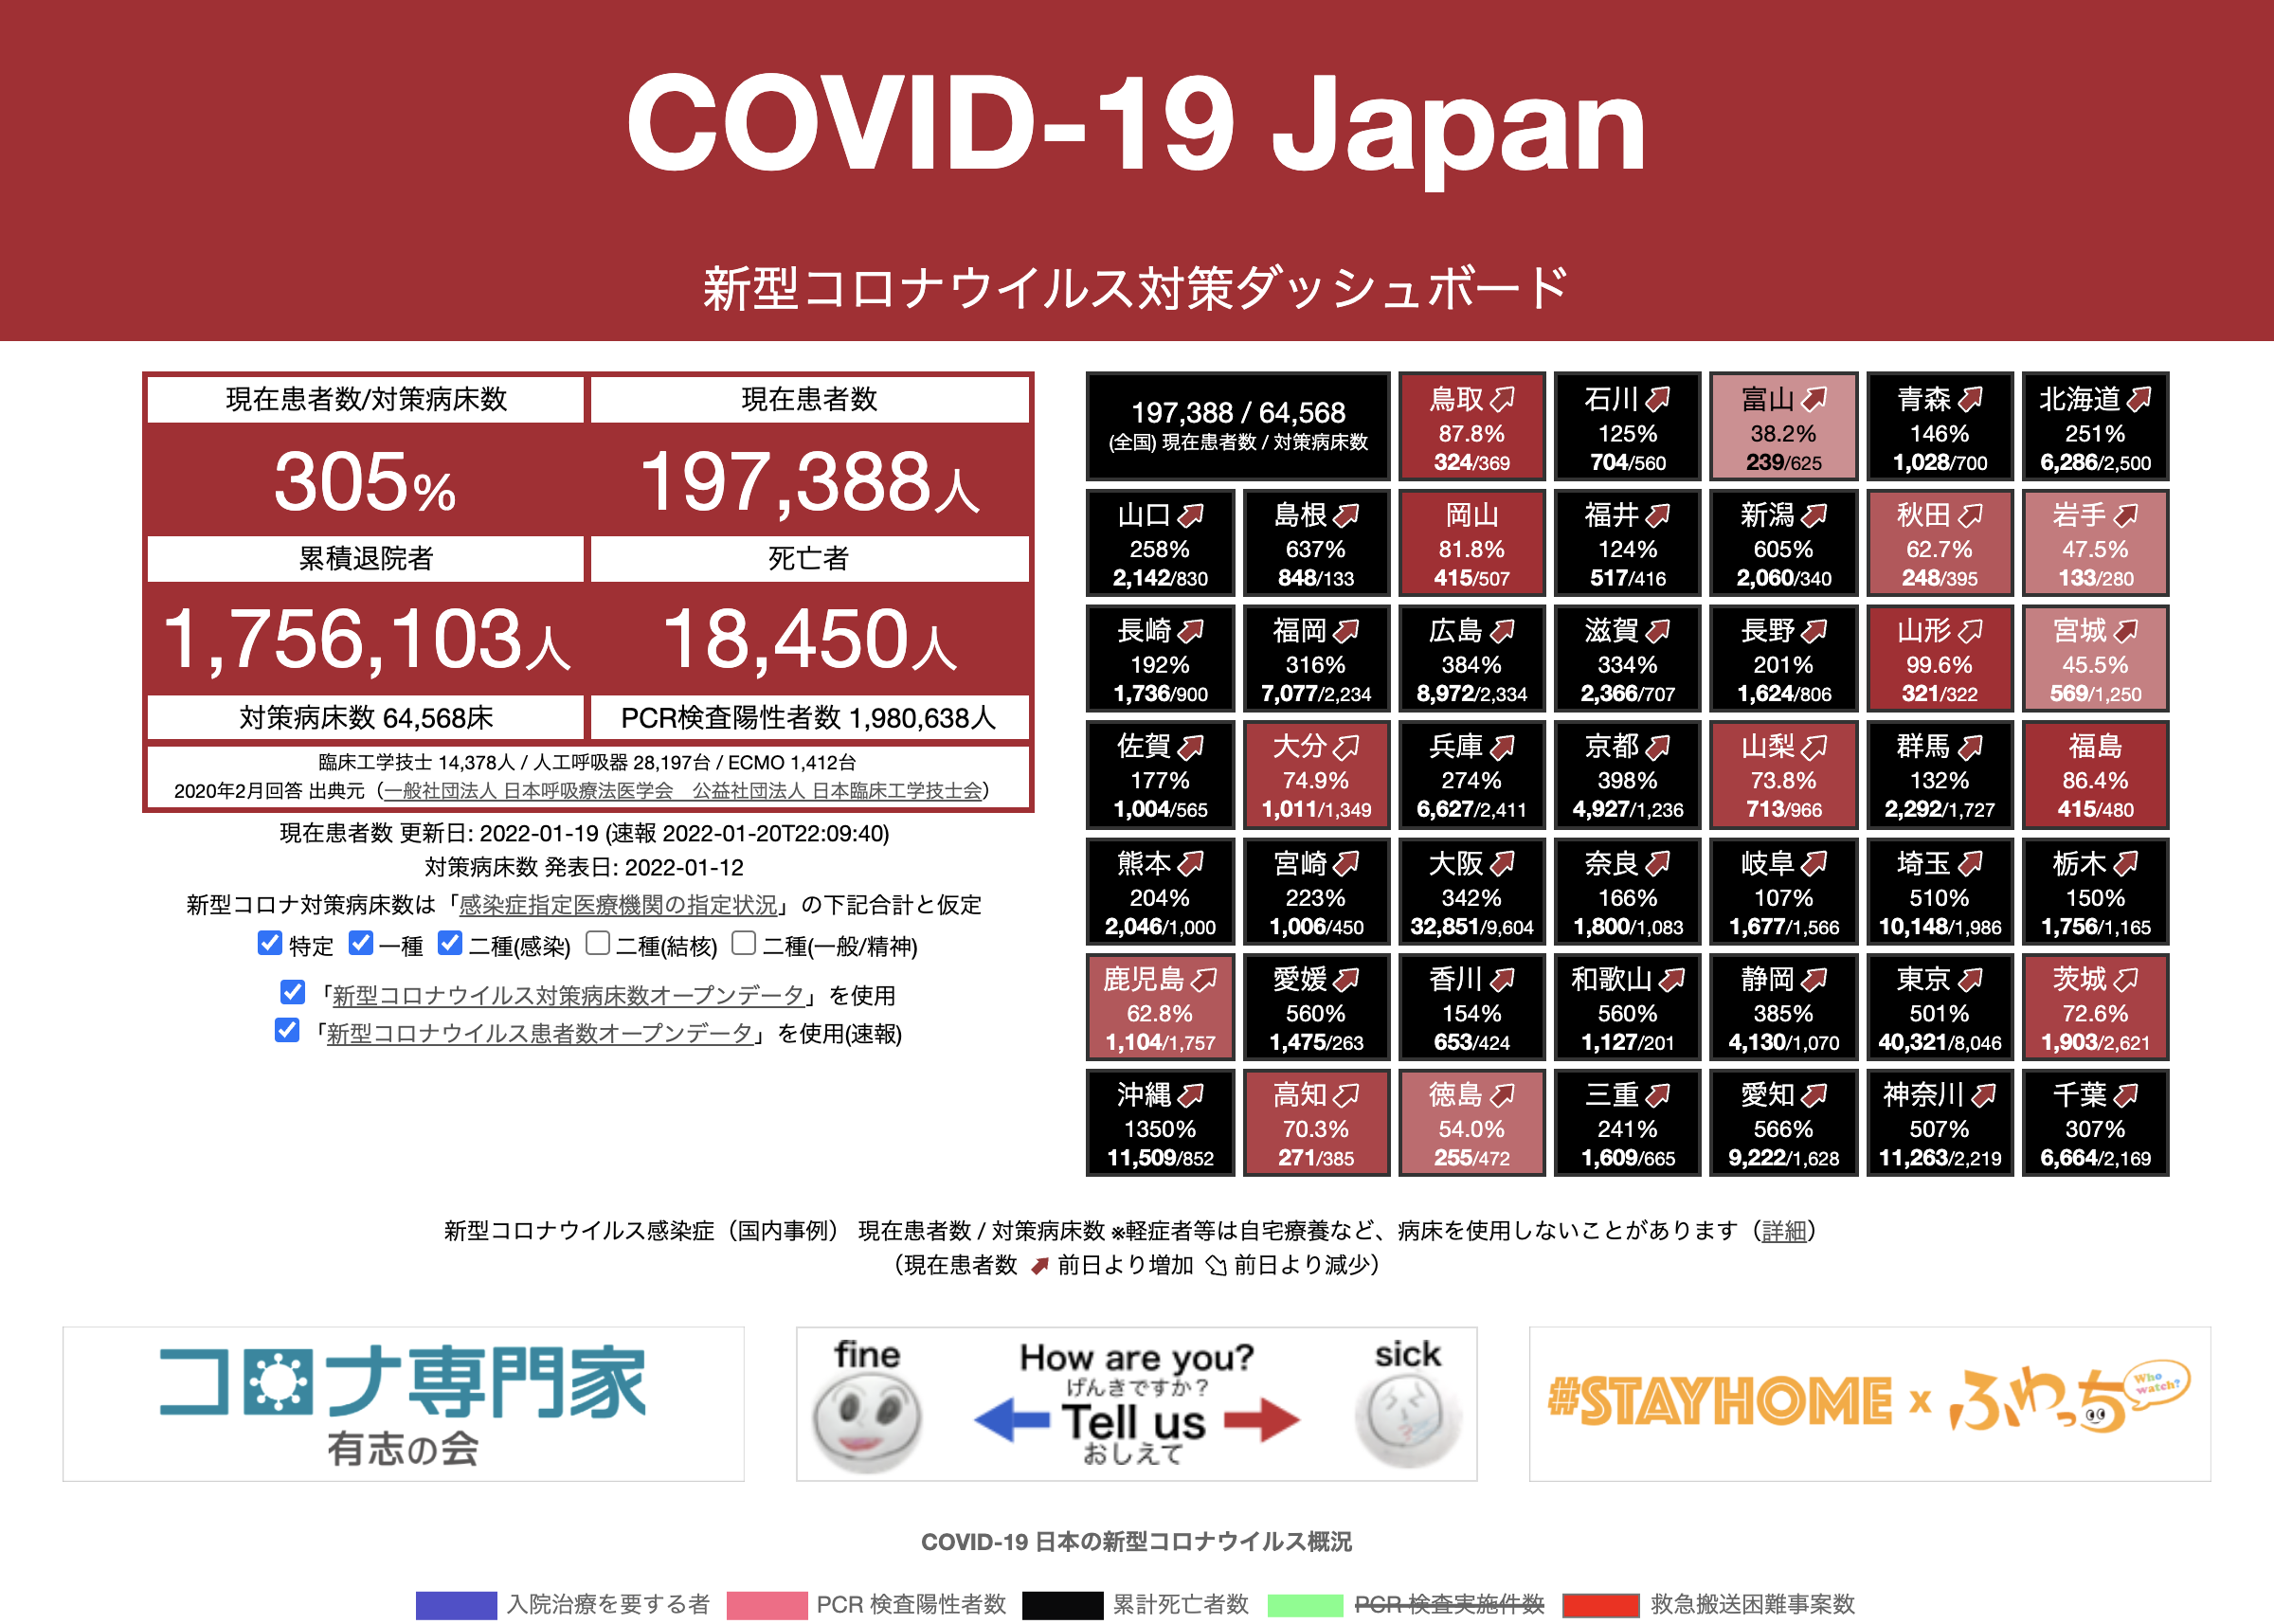 COVID-19 Japan
新型コロナウイルス対策ダッシュボード
現在患者数/対策病床数
現在患者数
305%
197,388人
累積退院者
死亡者
1,756,103人
18,450人
対策病床数 64,568床
PCR検査陽性者数 1,980,638人
臨床工学技士 14,378人 / 人工呼吸器 28,197台 / ECMO 1,412台
2020年2月回答 出典元（一般社団法人 日本呼吸療法医学会　公益社団法人 日本臨床工学技士会）
現在患者数 更新日: 2022-01-19 (速報 2022-01-20T22:09:40)
対策病床数 発表日: 2022-01-12
新型コロナ対策病床数は「感染症指定医療機関の指定状況」の下記合計と仮定
特定 一種 二種(感染) 二種(結核) 二種(一般/精神)
「新型コロナウイルス対策病床数オープンデータ」を使用
「新型コロナウイルス患者数オープンデータ」を使用(速報)
197,388 / 64,568
(全国) 現在患者数 / 対策病床数
鳥取
87.8%
324/369
石川
125%
704/560
富山
38.2%
239/625
青森
146%
1,028/700
北海道
251%
6,286/2,500
山口
258%
2,142/830
島根
637%
848/133
岡山
81.8%
415/507
福井
124%
517/416
新潟
605%
2,060/340
秋田
62.7%
248/395
岩手
47.5%
133/280
長崎
192%
1,736/900
福岡
316%
7,077/2,234
広島
384%
8,972/2,334
滋賀
334%
2,366/707
長野
201%
1,624/806
山形
99.6%
321/322
宮城
45.5%
569/1,250
佐賀
177%
1,004/565
大分
74.9%
1,011/1,349
兵庫
274%
6,627/2,411
京都
398%
4,927/1,236
山梨
73.8%
713/966
群馬
132%
2,292/1,727
福島
86.4%
415/480
熊本
204%
2,046/1,000
宮崎
223%
1,006/450
大阪
342%
32,851/9,604
奈良
166%
1,800/1,083
岐阜
107%
1,677/1,566
埼玉
510%
10,148/1,986
栃木
150%
1,756/1,165
鹿児島
62.8%
1,104/1,757
愛媛
560%
1,475/263
香川
154%
653/424
和歌山
560%
1,127/201
静岡
385%
4,130/1,070
東京
501%
40,321/8,046
茨城
72.6%
1,903/2,621
沖縄
1350%
11,509/852
高知
70.3%
271/385
徳島
54.0%
255/472
三重
241%
1,609/665
愛知
566%
9,222/1,628
神奈川
507%
11,263/2,219
千葉
307%
6,664/2,169
新型コロナウイルス感染症（国内事例） 現在患者数 / 対策病床数 ※軽症者等は自宅療養など、病床を使用しないことがあります（詳細）
（現在患者数 前日より増加 前日より減少）
コロナ専門家
有志の会
fine
How are you?
げんきですか？
Tell us
おしえて
sick
#STAYHOME x ふわっち
Who watch?
COVID-19 日本の新型コロナウイルス概況
入院治療を要する者 PCR 検査陽性者数 累計死亡者数 PCR 検査実施件数 救急搬送困難事案数